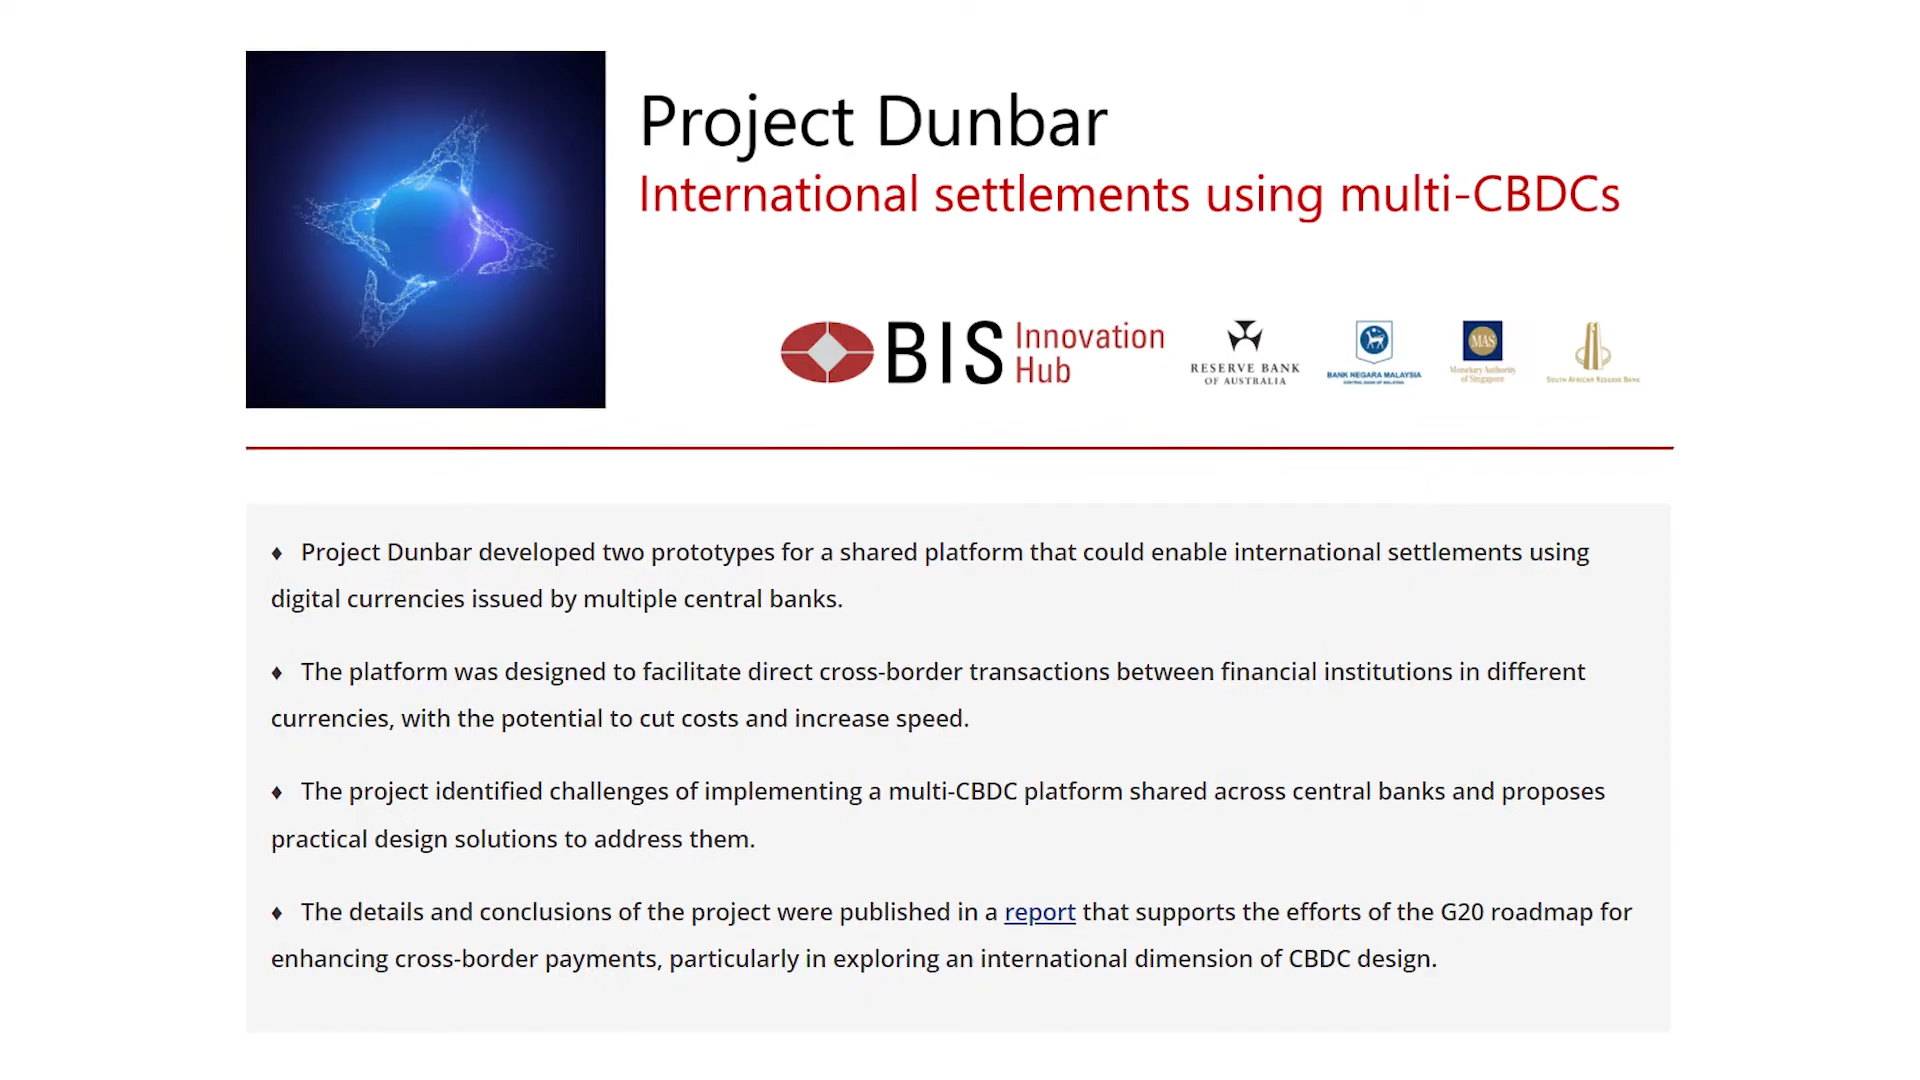 Project Dunbar
International settlements using multi-CBDCs
BIS Innovation
Hub
RESERVE BANK
OF AUSTRALIA
BANK NEGARA MALAYSIA
CENTRAL BANK OF MALAYSIA
MAS
Monetary Authority
of Singapore
SOUTH AFRICAN RESERVE BANK
♦ Project Dunbar developed two prototypes for a shared platform that could enable international settlements using
digital currencies issued by multiple central banks.
♦ The platform was designed to facilitate direct cross-border transactions between financial institutions in different
currencies, with the potential to cut costs and increase speed.
♦ The project identified challenges of implementing a multi-CBDC platform shared across central banks and proposes
practical design solutions to address them.
♦ The details and conclusions of the project were published in a report that supports the efforts of the G20 roadmap for
enhancing cross-border payments, particularly in exploring an international dimension of CBDC design.